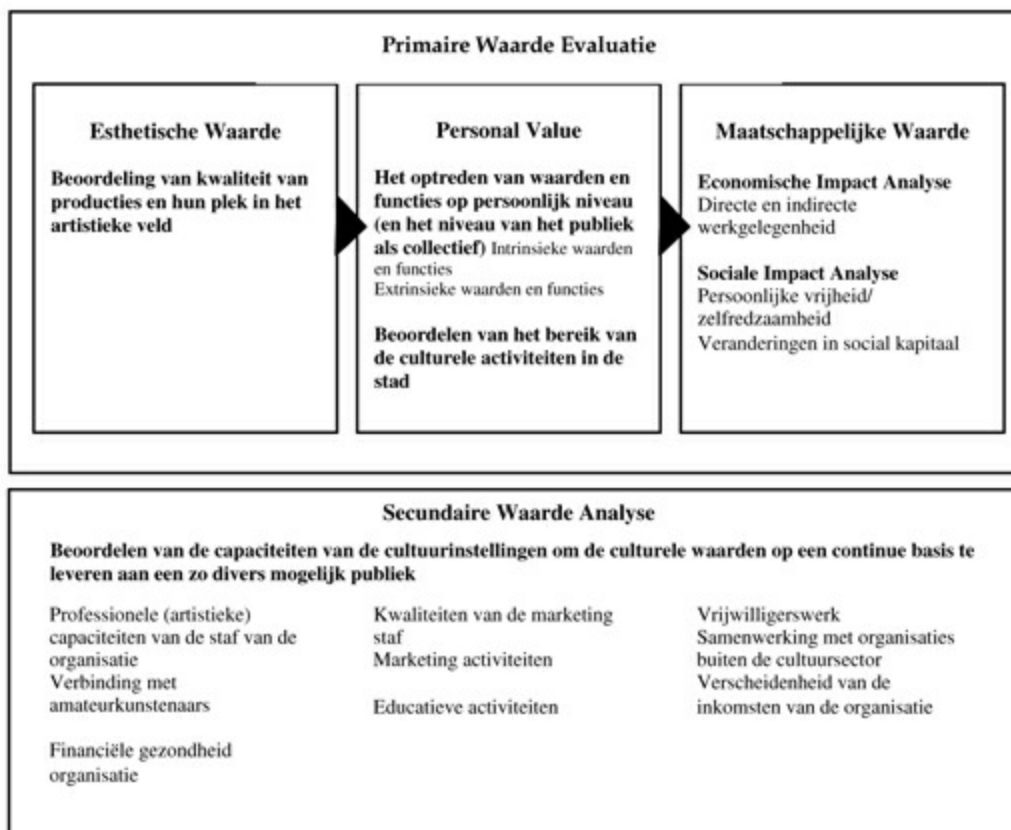 Primaire Waarde Evaluatie
Esthetische Waarde
Beoordeling van kwaliteit van
producties en hun plek in het
artistieke veld
Personal Value
Het optreden van waarden en
functies op persoonlijk niveau
(en het niveau van het publiek
als collectief) Intrinsieke waarden
en functies
Extrinsieke waarden en functies
Beoordelen van het bereik van
de culturele activiteiten in de
stad
Maatschappelijke Waarde
Economische Impact Analyse
Directe en indirecte
werkgelegenheid
Sociale Impact Analyse
Persoonlijke vrijheid/
zelfredzaamheid
Veranderingen in social kapitaal
Secundaire Waarde Analyse
Beoordelen van de capaciteiten van de cultuurinstellingen om de culturele waarden op een continue basis te
leveren aan een zo divers mogelijk publiek
Professionele (artistieke)
capaciteiten van de staf van de
organisatie
Verbinding met
amateurkunstenaars
Financiële gezondheid
organisatie
Kwaliteiten van de marketing
staf
Marketing activiteiten
Educatieve activiteiten
Vrijwilligerswerk
Samenwerking met organisaties
buiten de cultuursector
Verscheidenheid van de
inkomsten van de organisatie